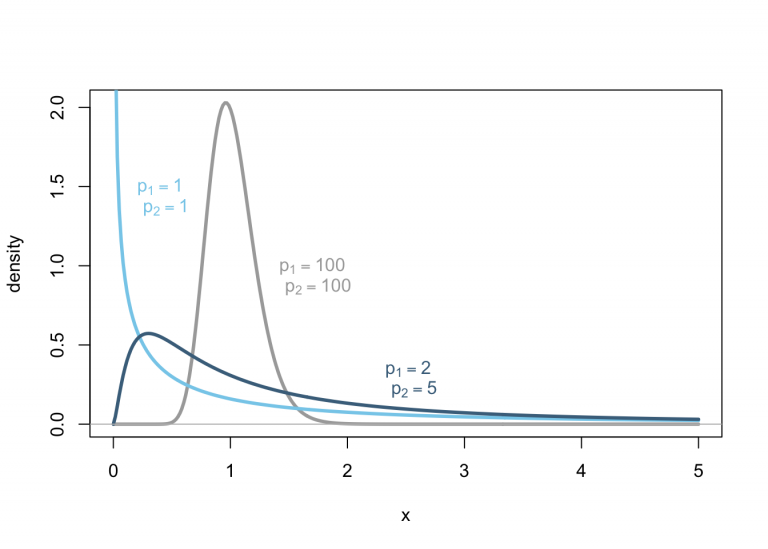 2.0
1.5
1.0
0.5
0.0
density
p1 = 1
p2 = 1
p1 = 100
p2 = 100
p1 = 2
p2 = 5
0 1 2 3 4 5
x